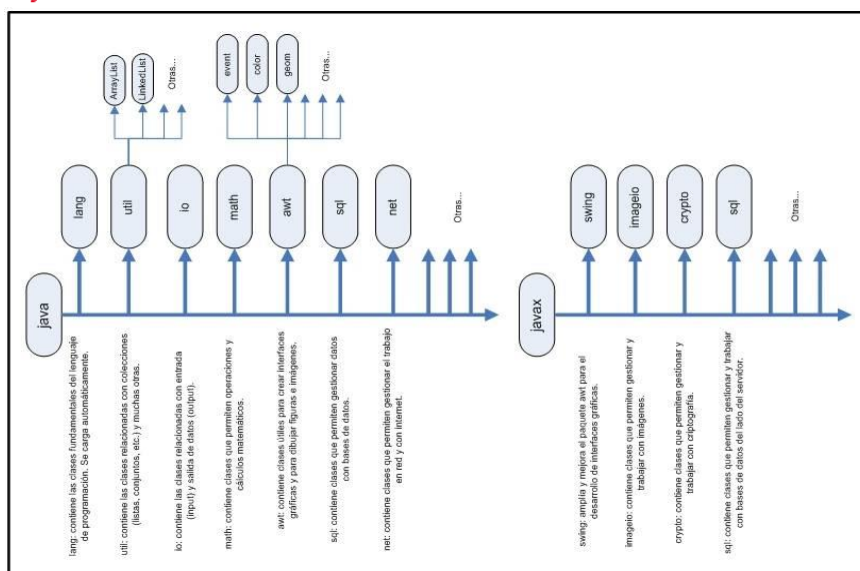 java
lang
util
io
math
awt
sql
net
Otras...
ArrayList
LinkedList
Otras...
event
color
geom
Otras...
lang: contiene las clases fundamentales del lenguaje
de programación. Se carga automáticamente.
util: contiene las clases relacionadas con colecciones
(listas, conjuntos, etc.) y muchas otras.
io: contiene las clases relacionadas con entrada
(input) y salida de datos (output).
math: contiene clases que permiten operaciones y
cálculos matemáticos.
awt: contiene clases útiles para crear interfaces
gráficas y para dibujar figuras e imágenes.
sql: contiene clases que permiten gestionar datos
con bases de datos.
net: contiene clases que permiten gestionar el trabajo
en red y con internet.
javax
swing
imageio
crypto
sql
Otras...
swing: amplía y mejora el paquete awt para el
desarrollo de interfaces gráficas.
imageio: contiene clases que permiten gestionar y
trabajar con imágenes.
crypto: contiene clases que permiten gestionar y
trabajar con criptografía.
sql: contiene clases que permiten gestionar y trabajar
con bases de datos del lado del servidor.